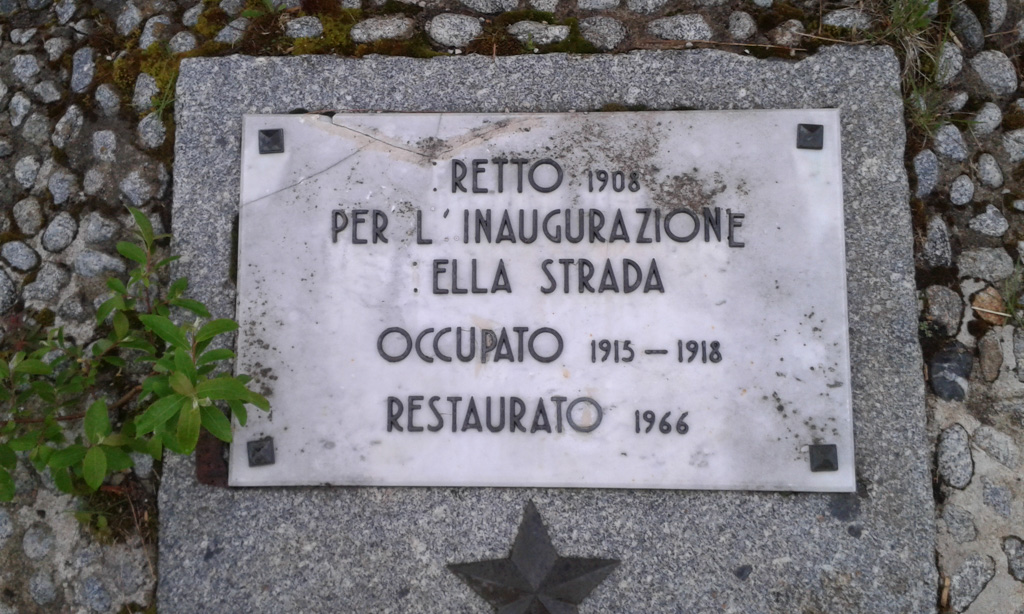 RETTO 1908
PER L'INAUGURAZIONE
ELLA STRADA
OCCUPATO 1915 — 1918
RESTAURATO 1966